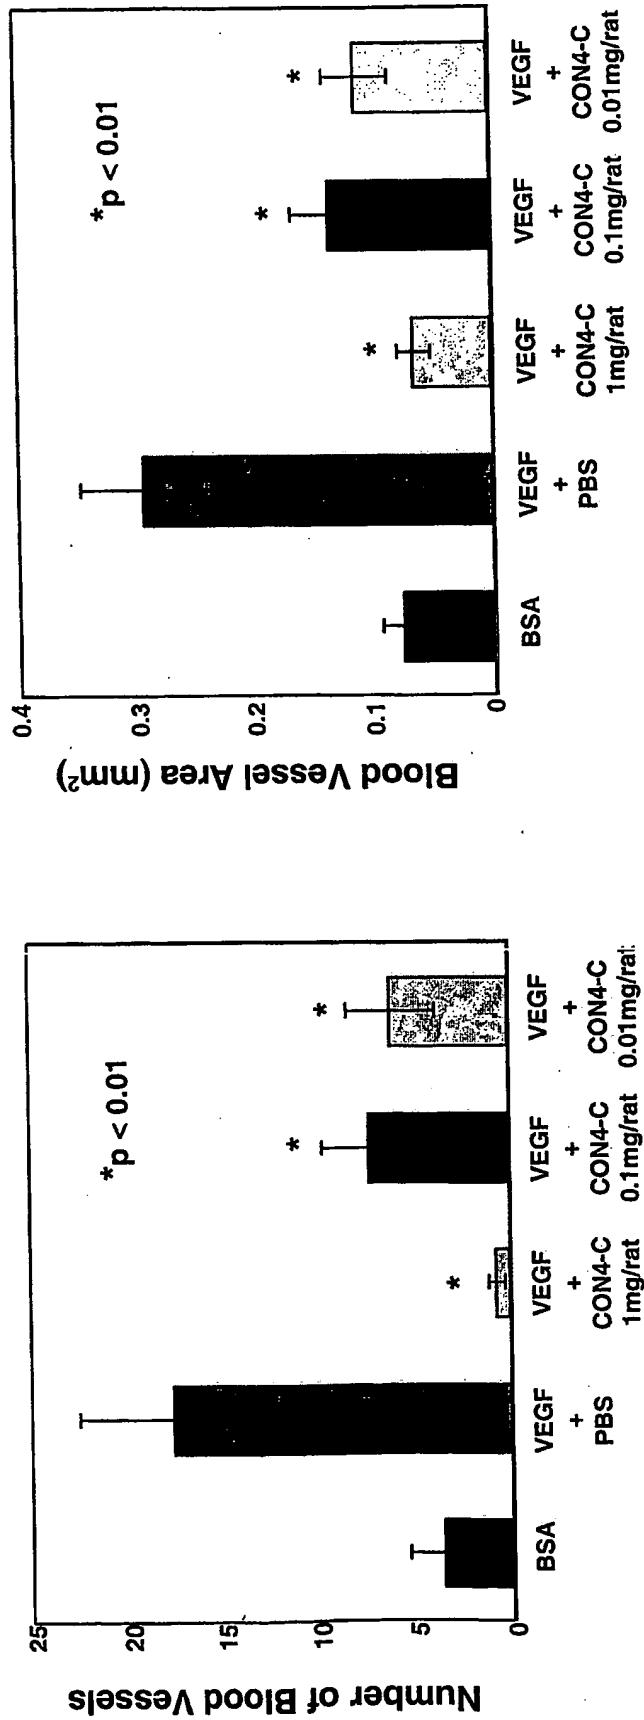 Number of Blood Vessels
25
20
15
10
5
0
*p < 0.01
*
*
*
BSA
VEGF
+
PBS
VEGF
+
CON4-C
1mg/rat
VEGF
+
CON4-C
0.1mg/rat
VEGF
+
CON4-C
0.01mg/rat
Blood Vessel Area (mm²)
0.4
0.3
0.2
0.1
0
*p < 0.01
*
*
*
BSA
VEGF
+
PBS
VEGF
+
CON4-C
1mg/rat
VEGF
+
CON4-C
0.1mg/rat
VEGF
+
CON4-C
0.01mg/rat